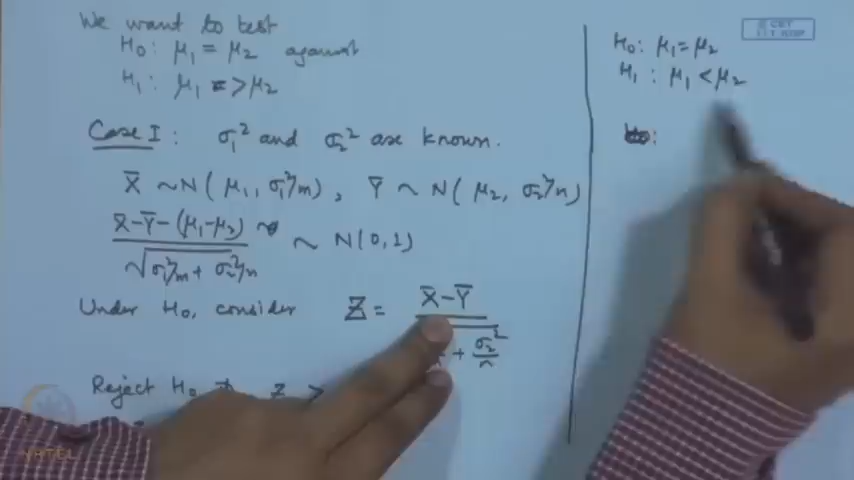 We want to test
H₀: μ₁ = μ₂ against
H₁: μ₁ => μ₂
Case I: σ₁² and σ₂² are known.
X̄ ~ N(μ₁, σ₁²/m), Ȳ ~ N(μ₂, σ₂²/n)
X̄-Ȳ-(μ₁-μ₂)
√σ₁²/m + σ₂²/n
~ N(0,1)
Under H₀, consider Z = X̄-Ȳ
+ σ₂²/n
Reject H₀ Z >
H₀: μ₁=μ₂
H₁: μ₁<μ₂
NPTEL